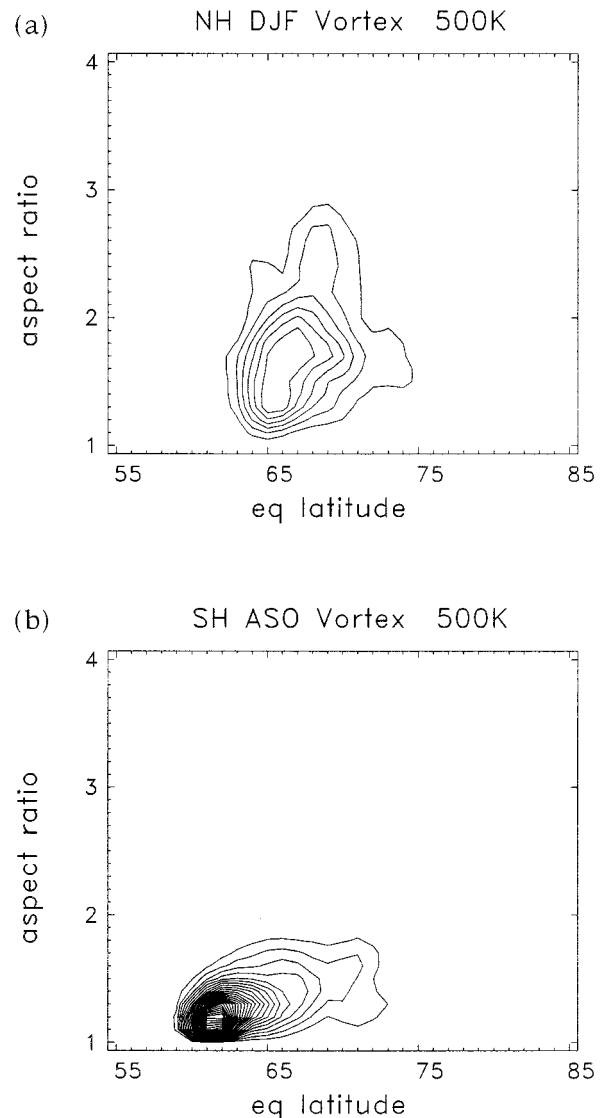 (a) NH DJF Vortex 500K
4
3
2
1
aspect ratio
55 65 75 85
eq latitude
(b) SH ASO Vortex 500K
4
3
2
1
aspect ratio
55 65 75 85
eq latitude